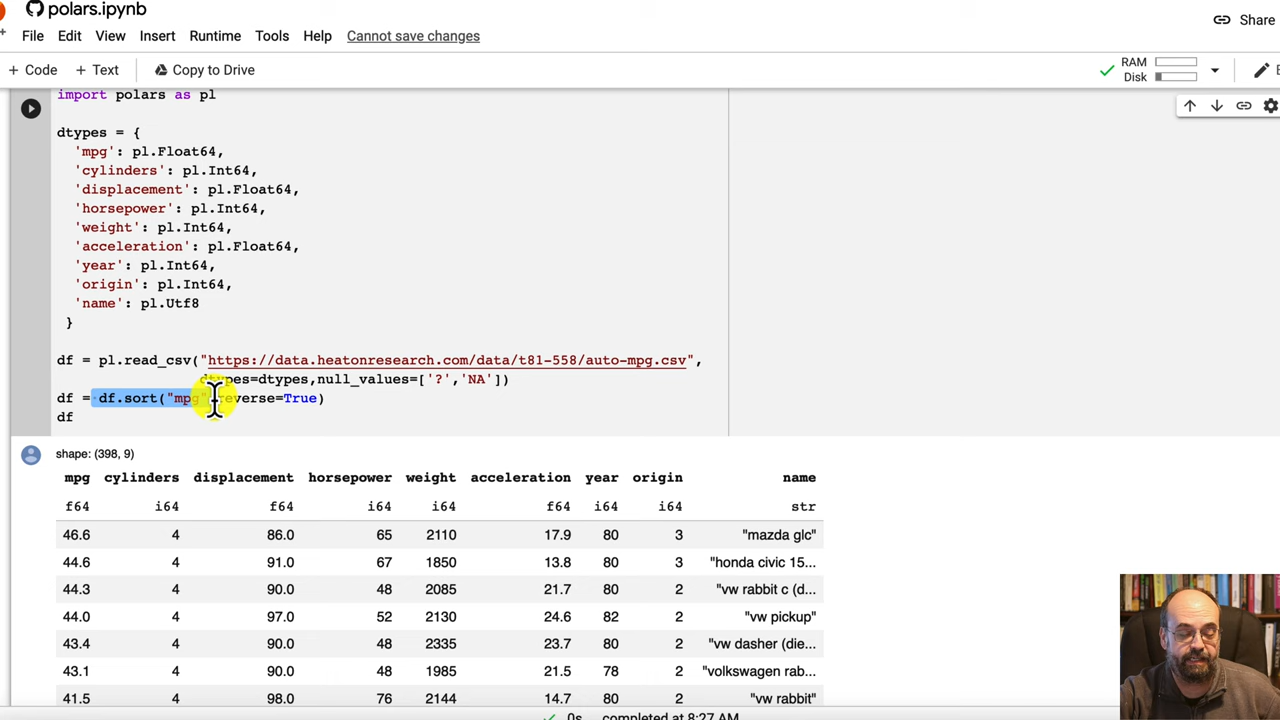 polars.ipynb
Share
File Edit View Insert Runtime Tools Help Cannot save changes
+ Code + Text Copy to Drive
RAM
Disk
import polars as pl
dtypes = {
'mpg': pl.Float64,
'cylinders': pl.Int64,
'displacement': pl.Float64,
'horsepower': pl.Int64,
'weight': pl.Int64,
'acceleration': pl.Float64,
'year': pl.Int64,
'origin': pl.Int64,
'name': pl.Utf8
}
df = pl.read_csv("https://data.heatonresearch.com/data/t81-558/auto-mpg.csv",
dtypes=dtypes,null_values=['?','NA'])
df = df.sort("mpg",reverse=True)
df
shape: (398, 9)
mpg cylinders displacement horsepower weight acceleration year origin name
f64 i64 f64 i64 i64 f64 i64 i64 str
46.6 4 86.0 65 2110 17.9 80 3 "mazda glc"
44.6 4 91.0 67 1850 13.8 80 3 "honda civic 15...
44.3 4 90.0 48 2085 21.7 80 2 "vw rabbit c (d...
44.0 4 97.0 52 2130 24.6 82 2 "vw pickup"
43.4 4 90.0 48 2335 23.7 80 2 "vw dasher (die...
43.1 4 90.0 48 1985 21.5 78 2 "volkswagen rab...
41.5 4 98.0 76 2144 14.7 80 2 "vw rabbit"
0s completed at 8:27 AM